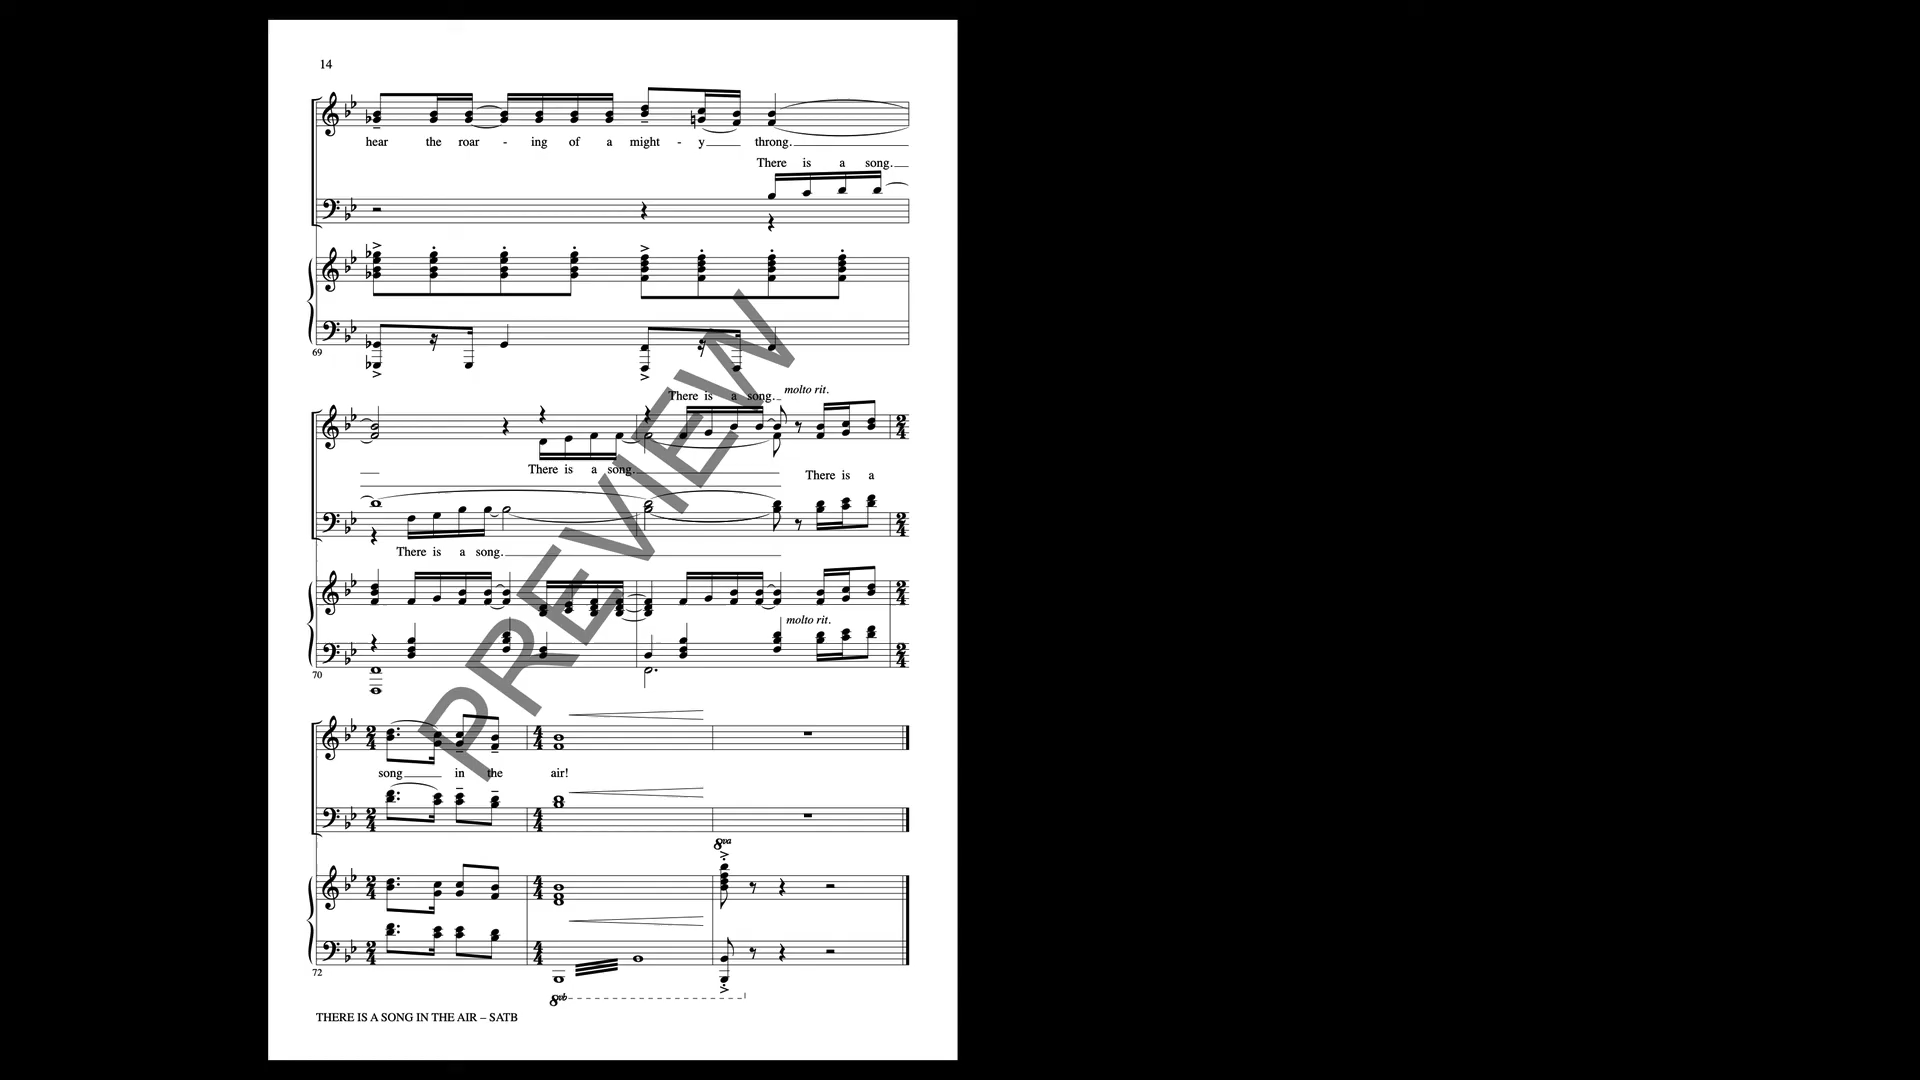 14
hear the roar - ing of a might - y throng.
There is a song.
69
There is a song. molto rit.
There is a song.
There is a
There is a song.
molto rit.
70
song in the air!
8va
72
8vb
THERE IS A SONG IN THE AIR – SATB
PREVIEW